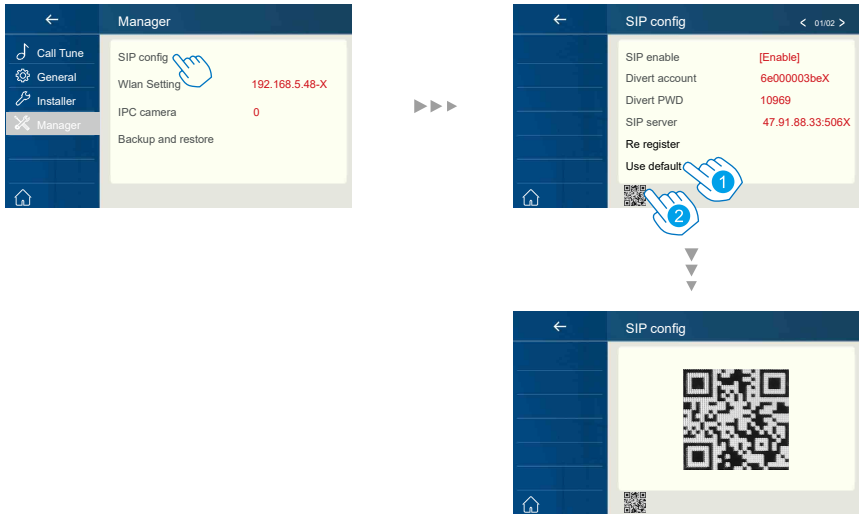 Manager
Call Tune
General
Installer
Manager
SIP config
Wlan Setting 192.168.5.48-X
IPC camera 0
Backup and restore
SIP config 01/02
SIP enable [Enable]
Divert account 6e000003beX
Divert PWD 10969
SIP server 47.91.88.33:506X
Re register
Use default
1
2
SIP config